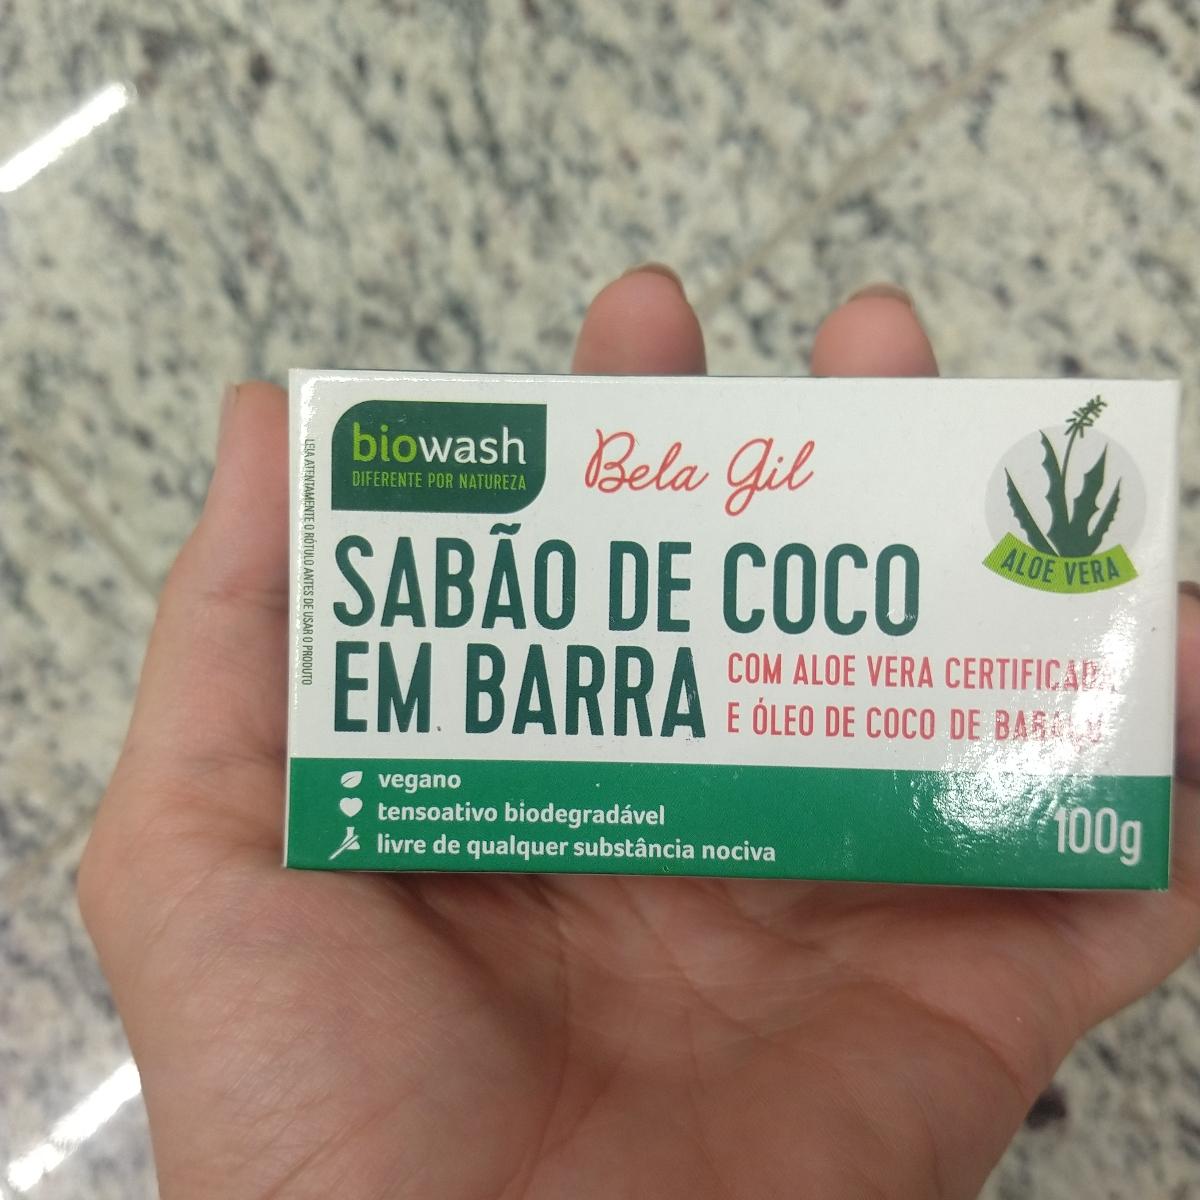 biowash
DIFERENTE POR NATUREZA
Bela Gil
ALOE VERA
LEIA ATENTAMENTE O RÓTULO ANTES DE USAR O PRODUTO
SABÃO DE COCO
EM BARRA
COM ALOE VERA CERTIFICADA
E ÓLEO DE COCO DE BABAÇU
vegano
tensoativo biodegradável
livre de qualquer substância nociva
100g